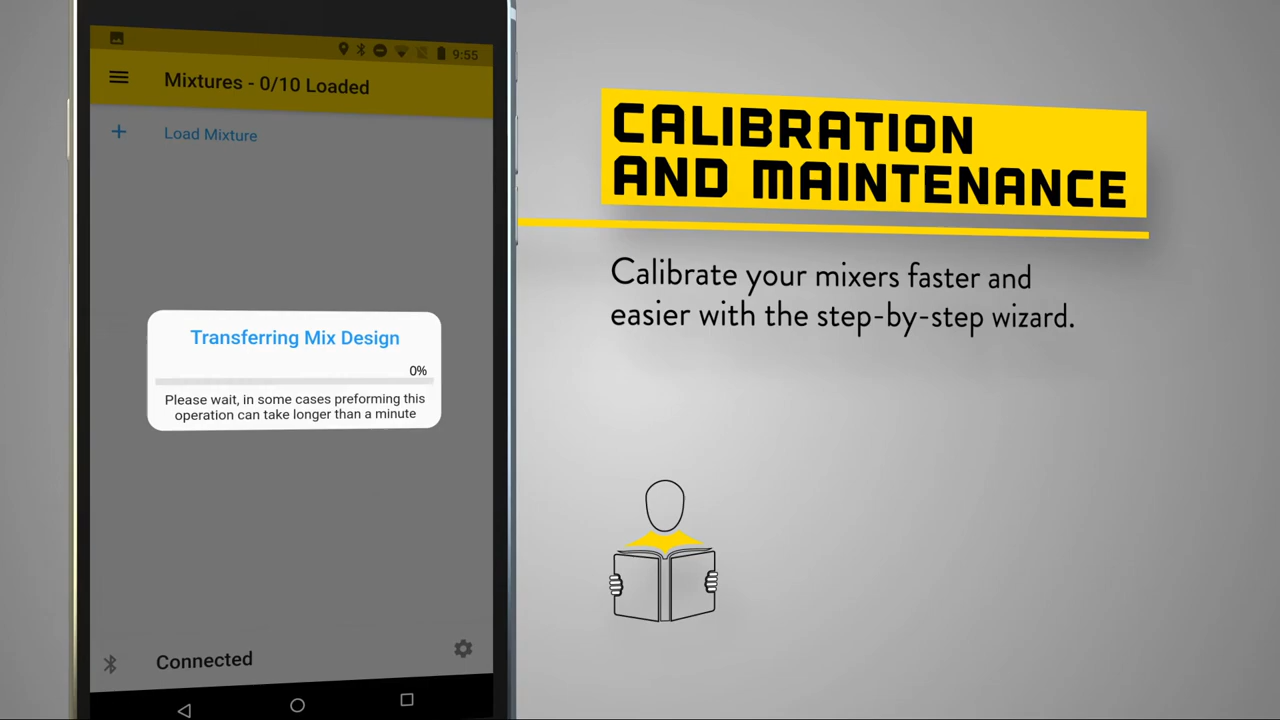 9:55
Mixtures - 0/10 Loaded
+ Load Mixture
Transferring Mix Design
0%
Please wait, in some cases preforming this
operation can take longer than a minute
Connected
CALIBRATION
AND MAINTENANCE
Calibrate your mixers faster and
easier with the step-by-step wizard.